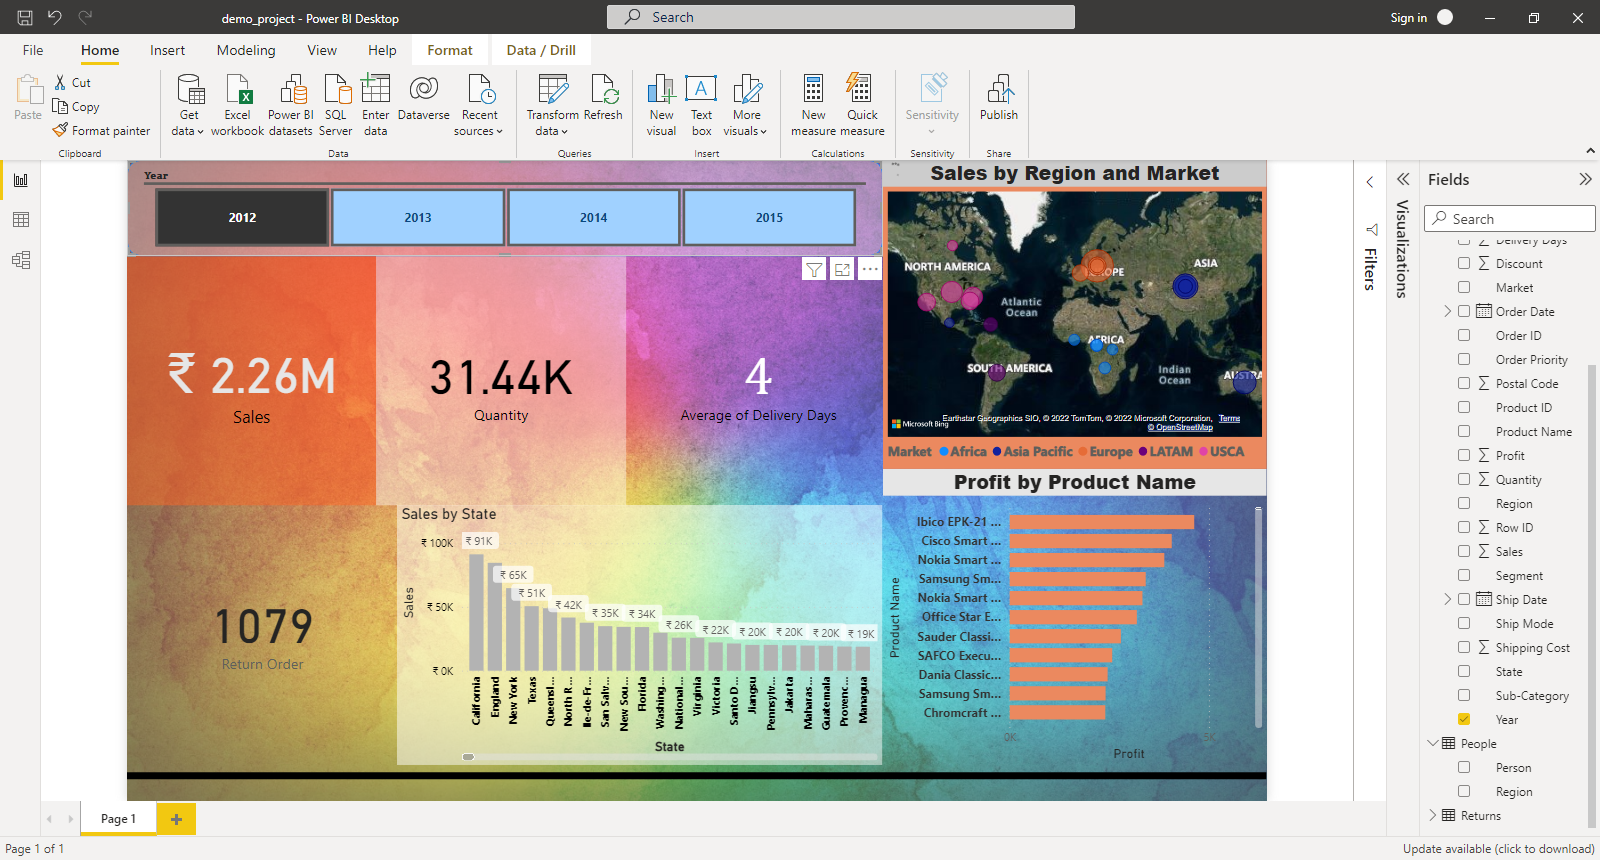 demo_project - Power BI Desktop
Search
Sign in
File
Home
Insert
Modeling
View
Help
Format
Data / Drill
Paste
Cut
Copy
Format painter
Clipboard
Get data
Excel workbook
Power BI datasets
SQL Server
Enter data
Dataverse
Recent sources
Data
Transform data
Refresh
Queries
New visual
Text box
More visuals
Insert
New measure
Quick measure
Calculations
Sensitivity
Sensitivity
Publish
Share
Year
2012
2013
2014
2015
₹ 2.26M
Sales
31.44K
Quantity
4
Average of Delivery Days
1079
Return Order
Sales by State
Sales
₹ 100K
₹ 50K
₹ 0K
₹ 91K
₹ 65K
₹ 51K
₹ 42K
₹ 35K
₹ 34K
₹ 26K
₹ 22K
₹ 20K
₹ 20K
₹ 20K
₹ 19K
California
England
New York
Texas
Queensl...
North R...
Ile-de-Fr...
San Salv...
New Sou...
Florida
Washing...
National...
Virginia
Victoria
Santo D...
Jiangsu
Pennsylv...
Jakarta
Maharas...
Guatemala
Provenc...
Managua
State
Sales by Region and Market
NORTH AMERICA
ASIA
Atlantic Ocean
AFRICA
SOUTH AMERICA
Indian Ocean
Microsoft Bing
Earthstar Geographics SIO, © 2022 TomTom, © 2022 Microsoft Corporation, Terms
© OpenStreetMap
Market Africa Asia Pacific Europe LATAM USCA
Profit by Product Name
Product Name
Ibico EPK-21 ...
Cisco Smart ...
Nokia Smart ...
Samsung Sm...
Nokia Smart ...
Office Star E...
Sauder Classi...
SAFCO Execu...
Dania Classic...
Samsung Sm...
Chromcraft ...
0K
5K
Profit
Filters
Visualizations
Fields
Search
Delivery Days
Discount
Market
Order Date
Order ID
Order Priority
Postal Code
Product ID
Product Name
Profit
Quantity
Region
Row ID
Sales
Segment
Ship Date
Ship Mode
Shipping Cost
State
Sub-Category
Year
People
Person
Region
Returns
Page 1
Page 1 of 1
Update available (click to download)